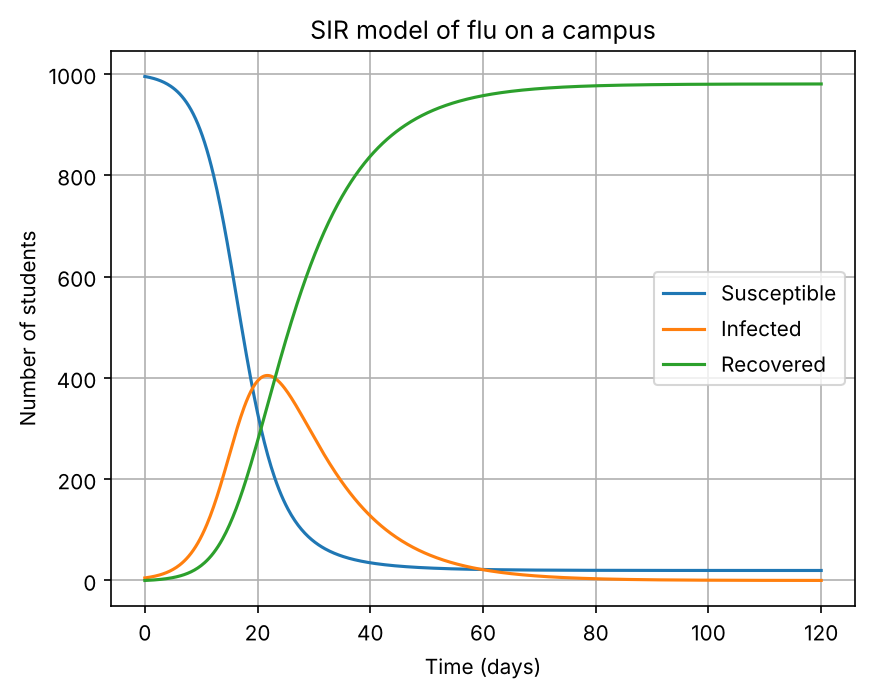 SIR model of flu on a campus
Number of students
1000
800
600
400
200
0
Susceptible
Infected
Recovered
0 20 40 60 80 100 120
Time (days)